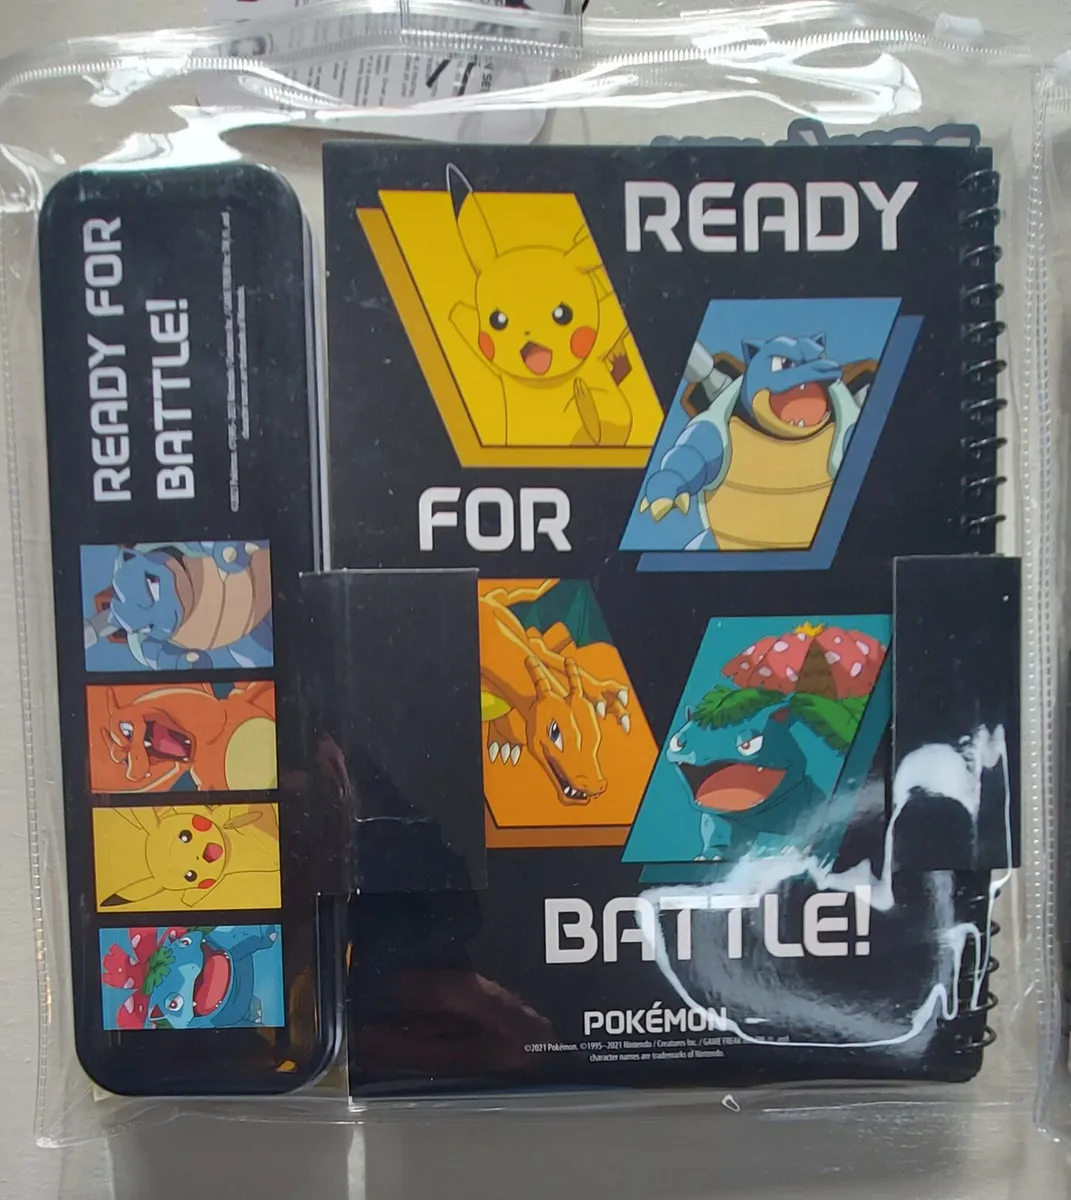 READY FOR
BATTLE!
READY
FOR
BATTLE!
POKÉMON
©2021 Pokémon. ©1995–2021 Nintendo / Creatures Inc. / GAME FREAK
character names are trademarks of Nintendo.